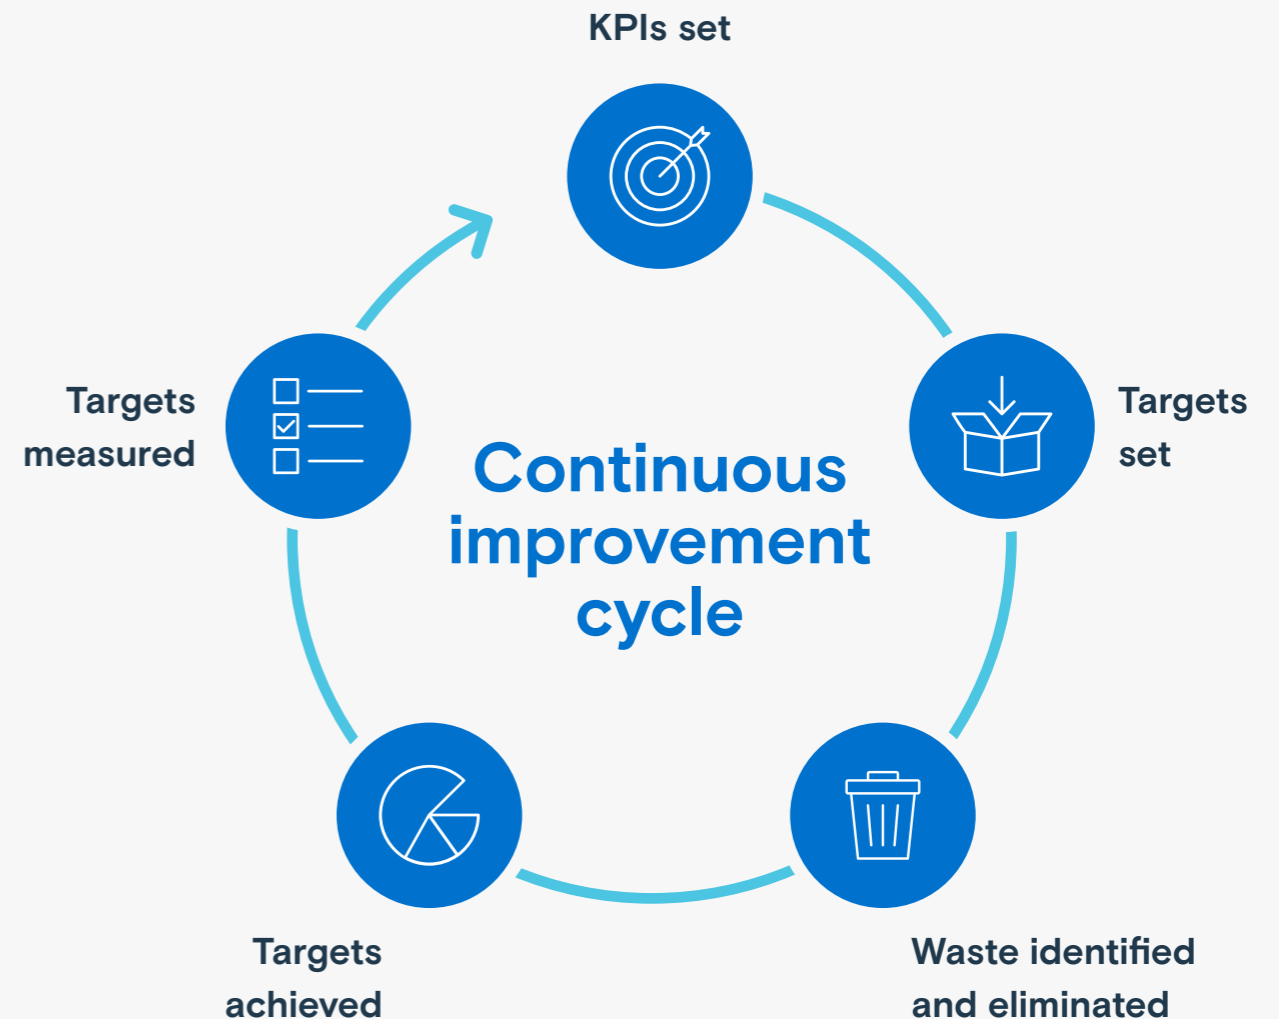 KPIs set
Targets
set
Waste identified
and eliminated
Targets
achieved
Targets
measured
Continuous
improvement
cycle